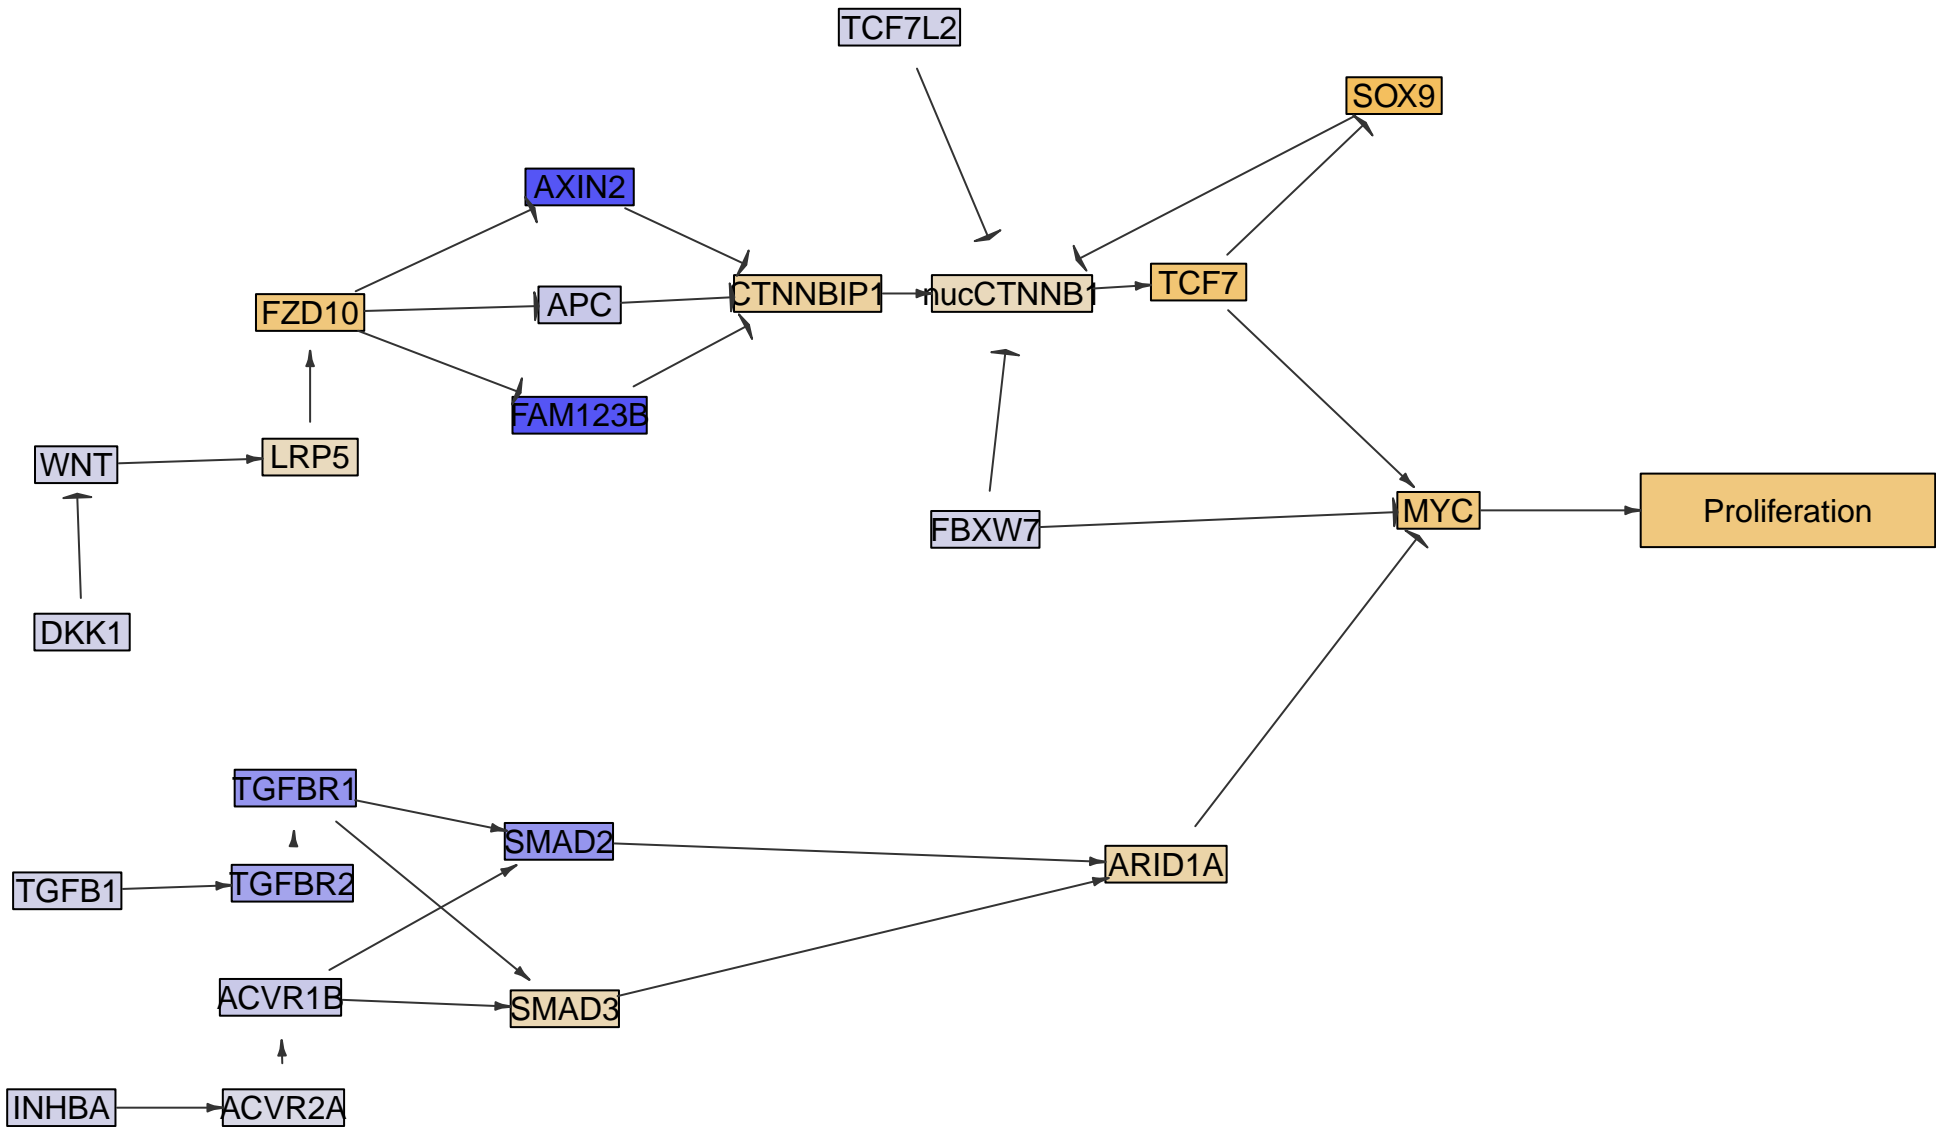 TCF7L2
SOX9
AXIN2
TCF7
FZD10
APC
CTNNBIP1
nucCTNNB1
FAM123B
WNT
LRP5
FBXW7
MYC
Proliferation
DKK1
TGFBR1
SMAD2
ARID1A
TGFB1
TGFBR2
ACVR1B
SMAD3
INHBA
ACVR2A